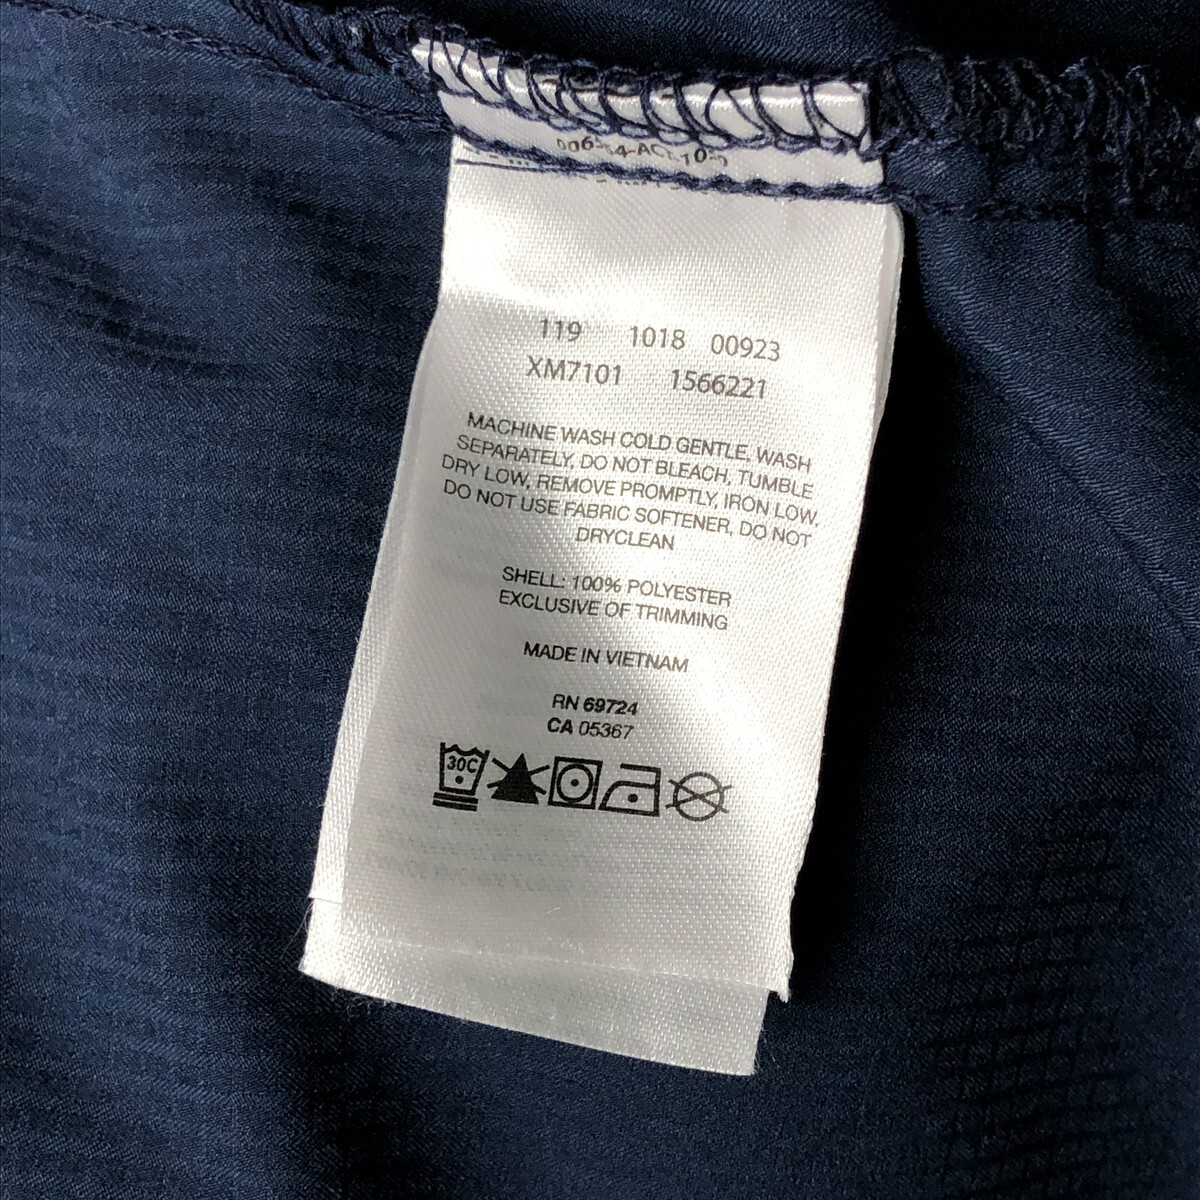 119 1018 00923
XM7101 1566221
MACHINE WASH COLD GENTLE, WASH
SEPARATELY, DO NOT BLEACH, TUMBLE
DRY LOW, REMOVE PROMPTLY, IRON LOW,
DO NOT USE FABRIC SOFTENER, DO NOT
DRYCLEAN
SHELL: 100% POLYESTER
EXCLUSIVE OF TRIMMING
MADE IN VIETNAM
RN 69724
CA 05367
30C